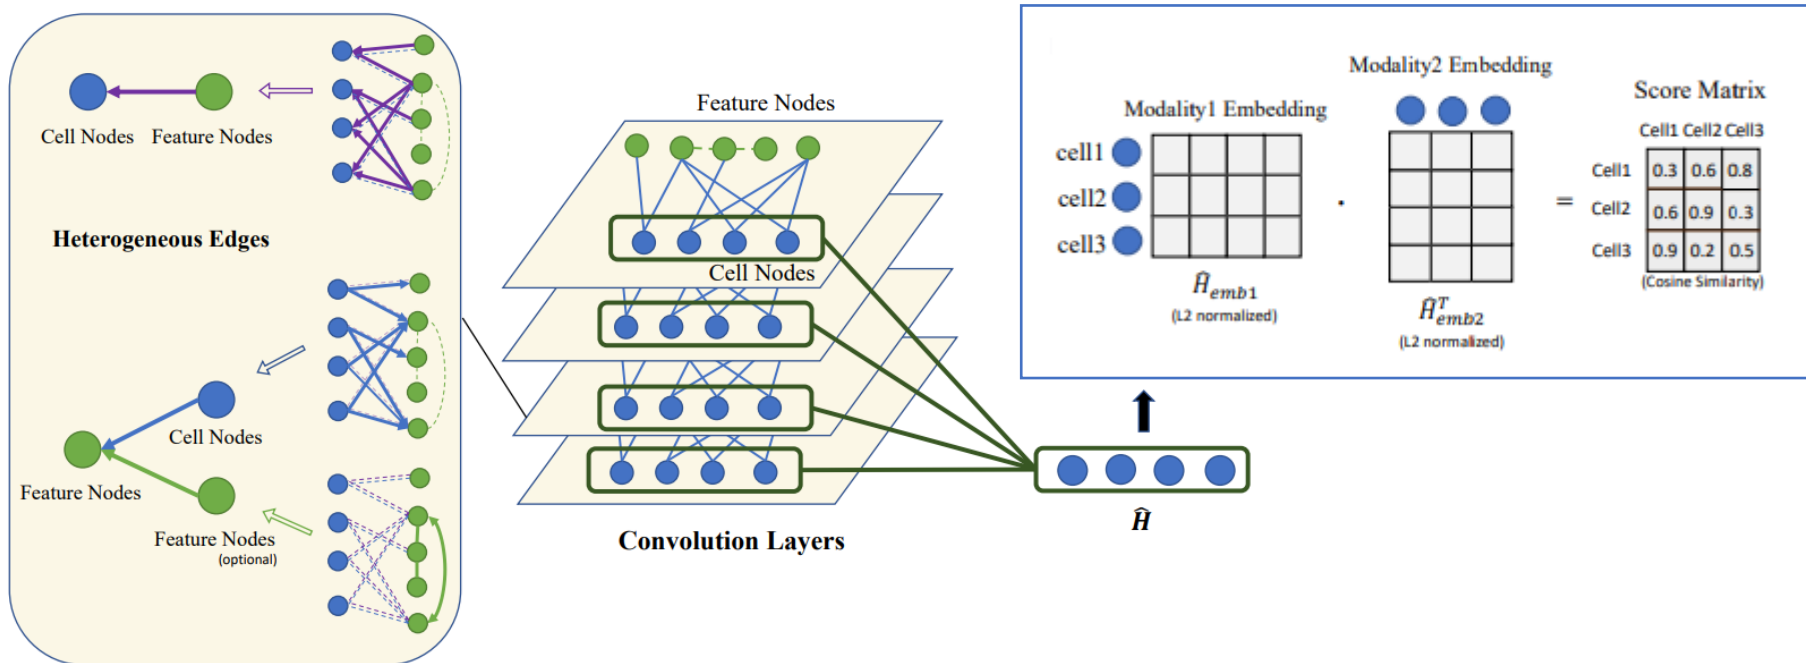 Cell Nodes
Feature Nodes
Heterogeneous Edges
Cell Nodes
Feature Nodes
Feature Nodes
(optional)
Feature Nodes
Cell Nodes
Convolution Layers
Ĥ
Modality1 Embedding
cell1
cell2
cell3
Ĥemb1
(L2 normalized)
·
Modality2 Embedding
Ĥᵀemb2
(L2 normalized)
=
Score Matrix
Cell1 Cell2 Cell3
Cell1 0.3 0.6 0.8
Cell2 0.6 0.9 0.3
Cell3 0.9 0.2 0.5
(Cosine Similarity)